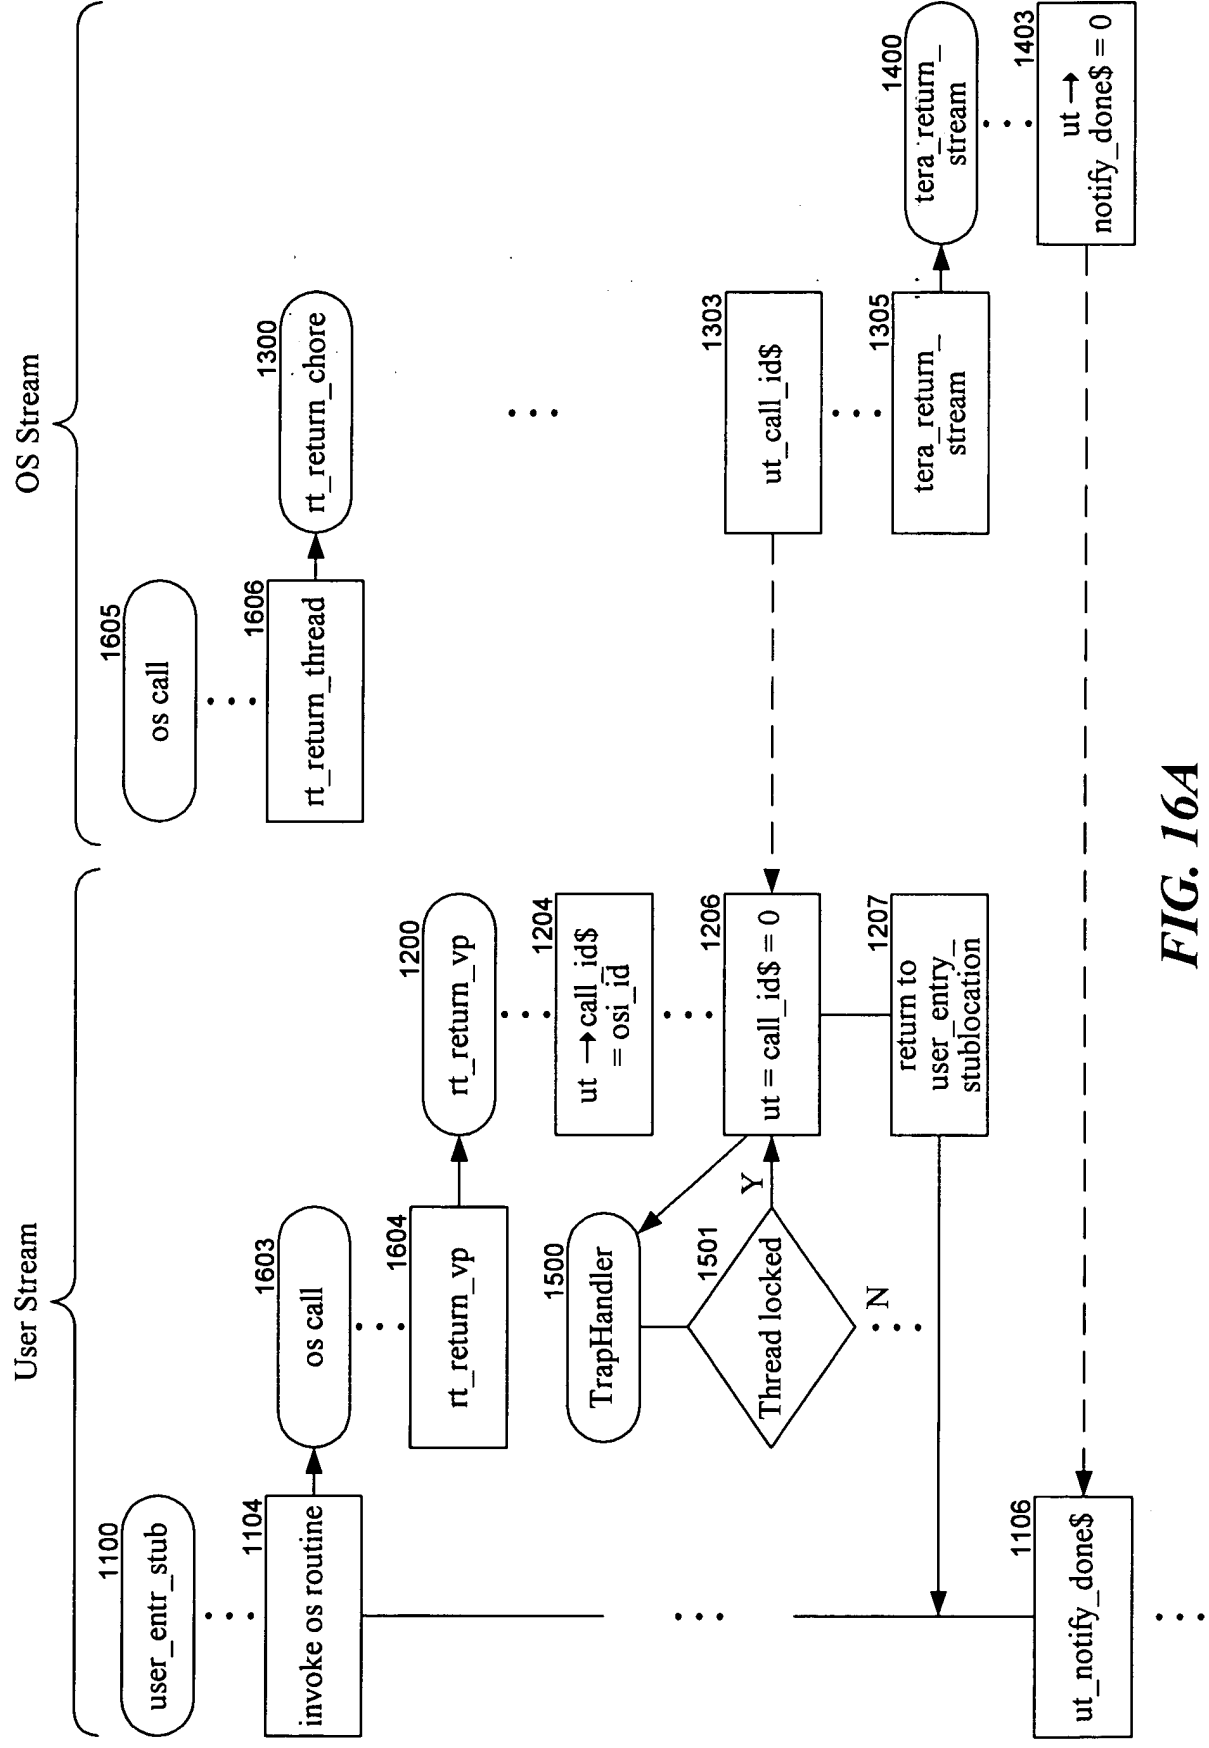 User Stream
OS Stream
1100
user_entr_stub
1104
invoke os routine
1603
os call
1604
rt_return_vp
1200
rt_return_vp
1204
ut →call_id$
= osi_id
1206
ut = call_id$ = 0
1207
return to
user_entry_
stublocation
1500
TrapHandler
1501
Thread locked
Y
N
1106
ut_notify_done$
1605
os call
1606
rt_return_thread
1300
rt_return_chore
1303
ut_call_id$
1305
tera_return_
stream
1400
tera_return_
stream
1403
ut →
notify_done$ = 0
FIG. 16A